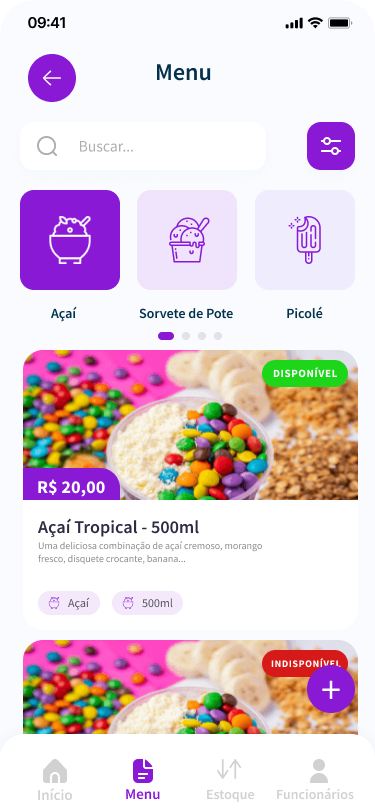 09:41
Menu
Buscar...
Açaí
Sorvete de Pote
Picolé
DISPONÍVEL
R$ 20,00
Açaí Tropical - 500ml
Uma deliciosa combinação de açaí cremoso, morango
fresco, disquete crocante, banana...
Açaí
500ml
INDISPONÍVEL
Início
Menu
Estoque
Funcionários